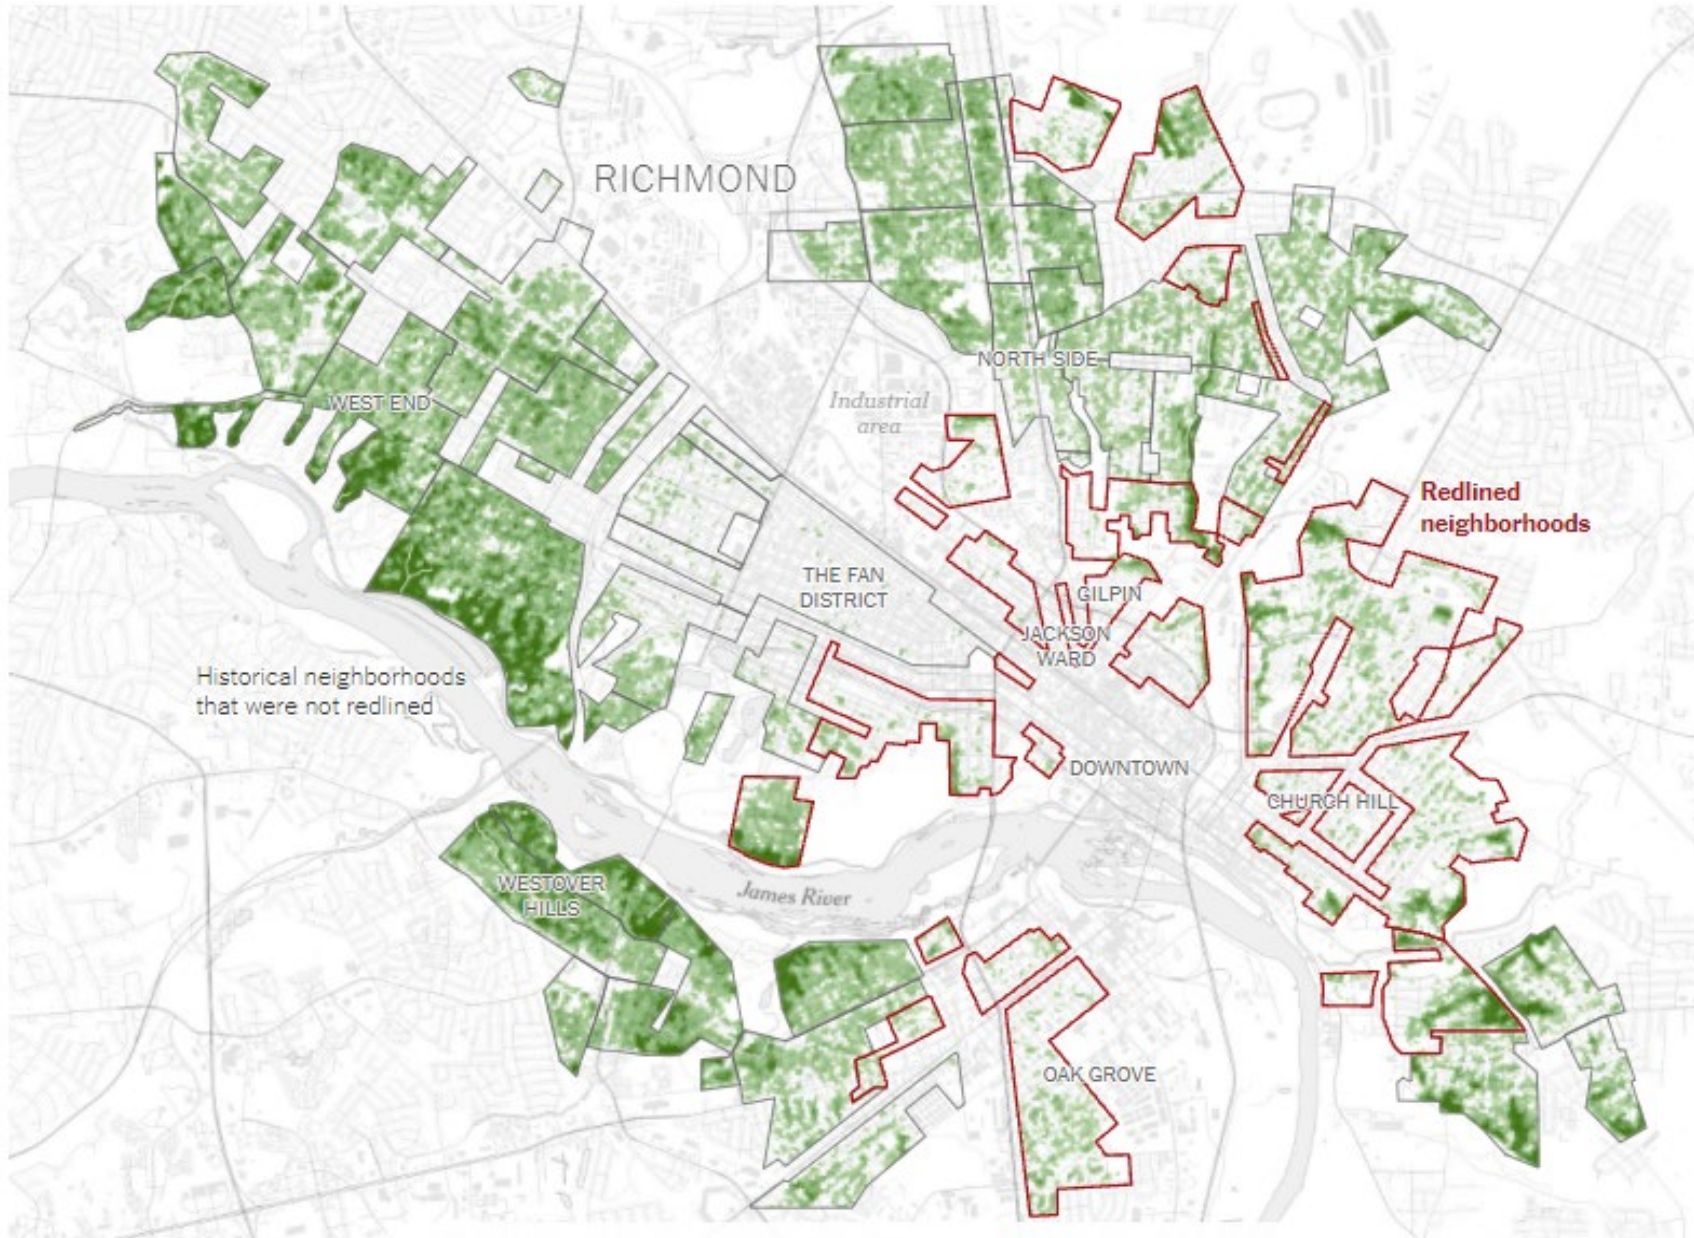 RICHMOND
NORTH SIDE
WEST END
Industrial
area
Redlined
neighborhoods
THE FAN
DISTRICT
GILPIN
JACKSON
WARD
Historical neighborhoods
that were not redlined
DOWNTOWN
CHURCH HILL
WESTOVER
HILLS
James River
OAK GROVE